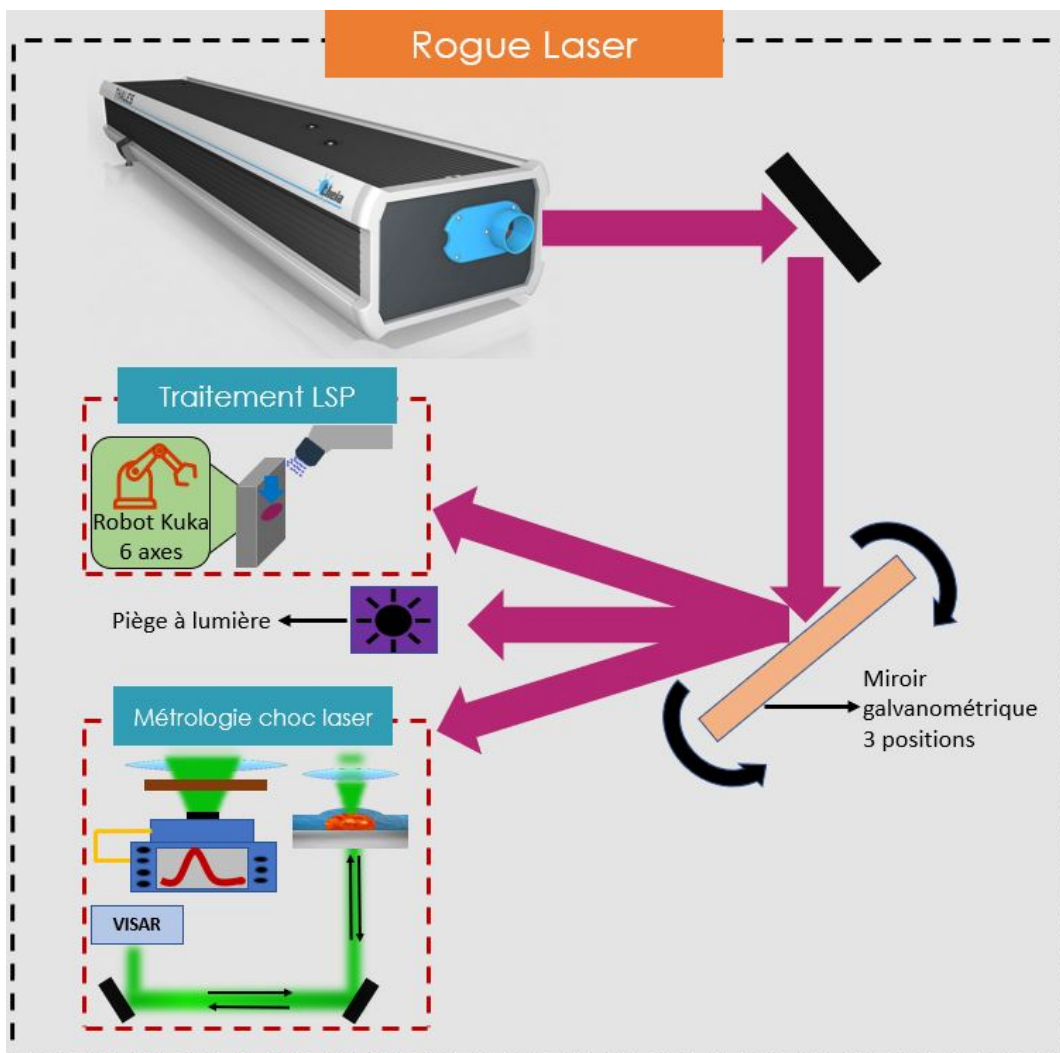 Rogue Laser
THALES
Theia
Traitement LSP
Robot Kuka
6 axes
Piège à lumière
Miroir
galvanométrique
3 positions
Métrologie choc laser
VISAR